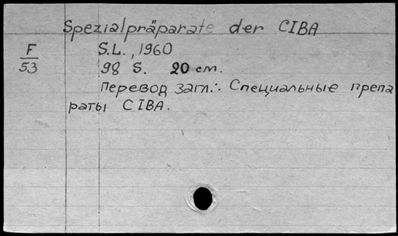 Spezialpräparate der CIBA
F
53
S.L., 1960
98 S. 20 cm.
Перевод загл.: Специальные препа
раты CIBA.